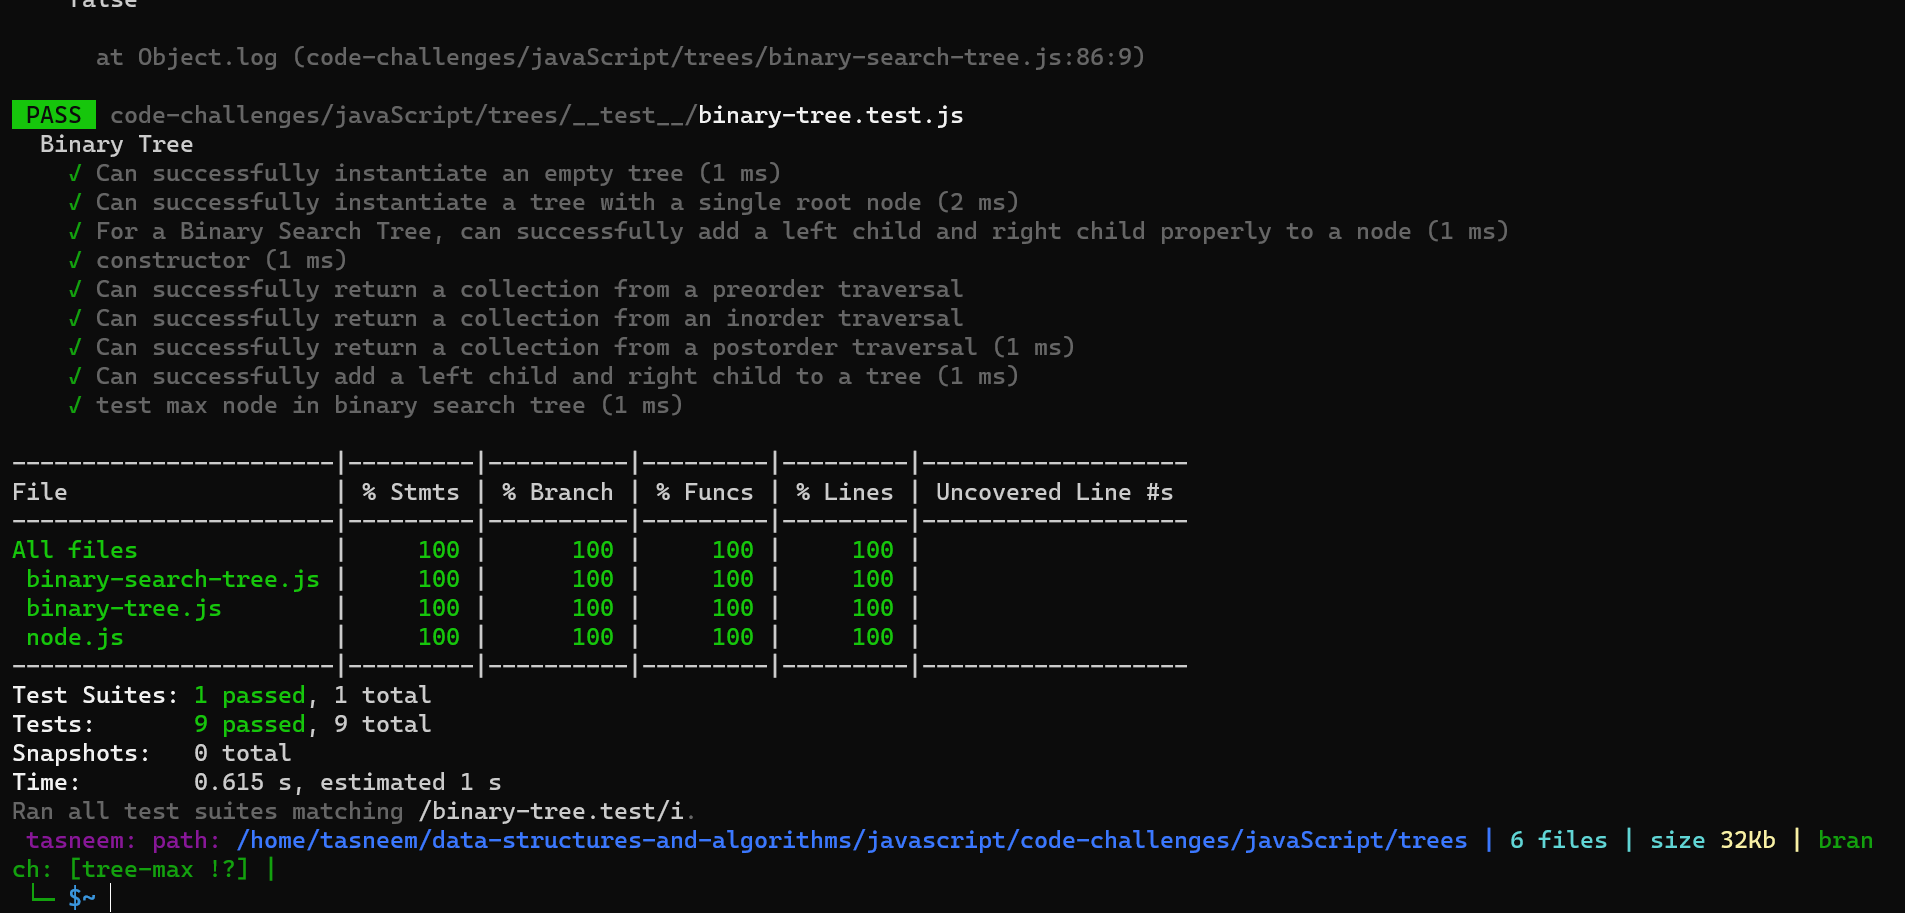 false
at Object.log (code-challenges/javaScript/trees/binary-search-tree.js:86:9)
PASS code-challenges/javaScript/trees/__test__/binary-tree.test.js
Binary Tree
√ Can successfully instantiate an empty tree (1 ms)
√ Can successfully instantiate a tree with a single root node (2 ms)
√ For a Binary Search Tree, can successfully add a left child and right child properly to a node (1 ms)
√ constructor (1 ms)
√ Can successfully return a collection from a preorder traversal
√ Can successfully return a collection from an inorder traversal
√ Can successfully return a collection from a postorder traversal (1 ms)
√ Can successfully add a left child and right child to a tree (1 ms)
√ test max node in binary search tree (1 ms)
-----------------------|---------|----------|---------|---------|-------------------
File                   | % Stmts | % Branch | % Funcs | % Lines | Uncovered Line #s
-----------------------|---------|----------|---------|---------|-------------------
All files              |     100 |      100 |     100 |     100 |
 binary-search-tree.js |     100 |      100 |     100 |     100 |
 binary-tree.js        |     100 |      100 |     100 |     100 |
 node.js               |     100 |      100 |     100 |     100 |
-----------------------|---------|----------|---------|---------|-------------------
Test Suites: 1 passed, 1 total
Tests:       9 passed, 9 total
Snapshots:   0 total
Time:        0.615 s, estimated 1 s
Ran all test suites matching /binary-tree.test/i.
tasneem: path: /home/tasneem/data-structures-and-algorithms/javascript/code-challenges/javaScript/trees | 6 files | size 32Kb | bran
ch: [tree-max !?] |
└─ $~